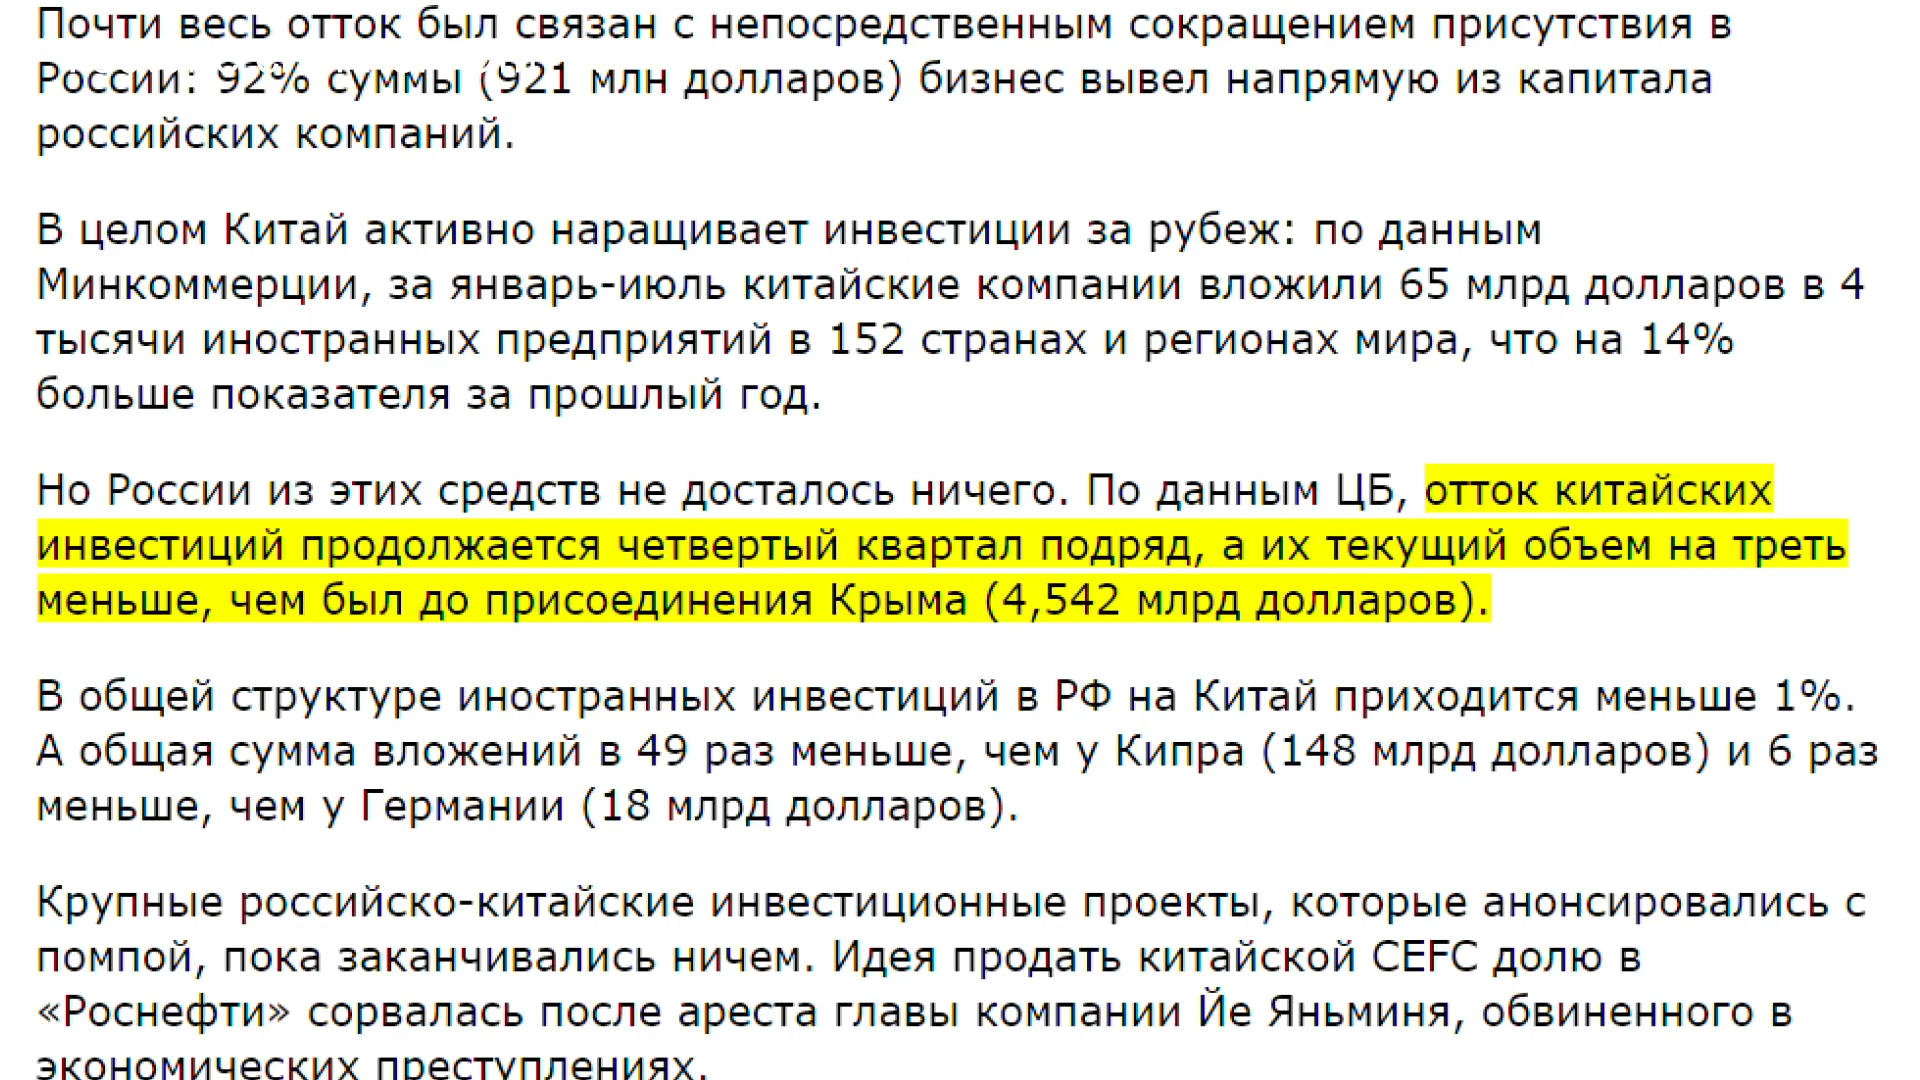 Почти весь отток был связан с непосредственным сокращением присутствия в
России: 92% суммы (921 млн долларов) бизнес вывел напрямую из капитала
российских компаний.
В целом Китай активно наращивает инвестиции за рубеж: по данным
Минкоммерции, за январь-июль китайские компании вложили 65 млрд долларов в 4
тысячи иностранных предприятий в 152 странах и регионах мира, что на 14%
больше показателя за прошлый год.
Но России из этих средств не досталось ничего. По данным ЦБ, отток китайских
инвестиций продолжается четвертый квартал подряд, а их текущий объем на треть
меньше, чем был до присоединения Крыма (4,542 млрд долларов).
В общей структуре иностранных инвестиций в РФ на Китай приходится меньше 1%.
А общая сумма вложений в 49 раз меньше, чем у Кипра (148 млрд долларов) и 6 раз
меньше, чем у Германии (18 млрд долларов).
Крупные российско-китайские инвестиционные проекты, которые анонсировались с
помпой, пока заканчивались ничем. Идея продать китайской CEFC долю в
«Роснефти» сорвалась после ареста главы компании Йе Яньминя, обвиненного в
экономических преступлениях.